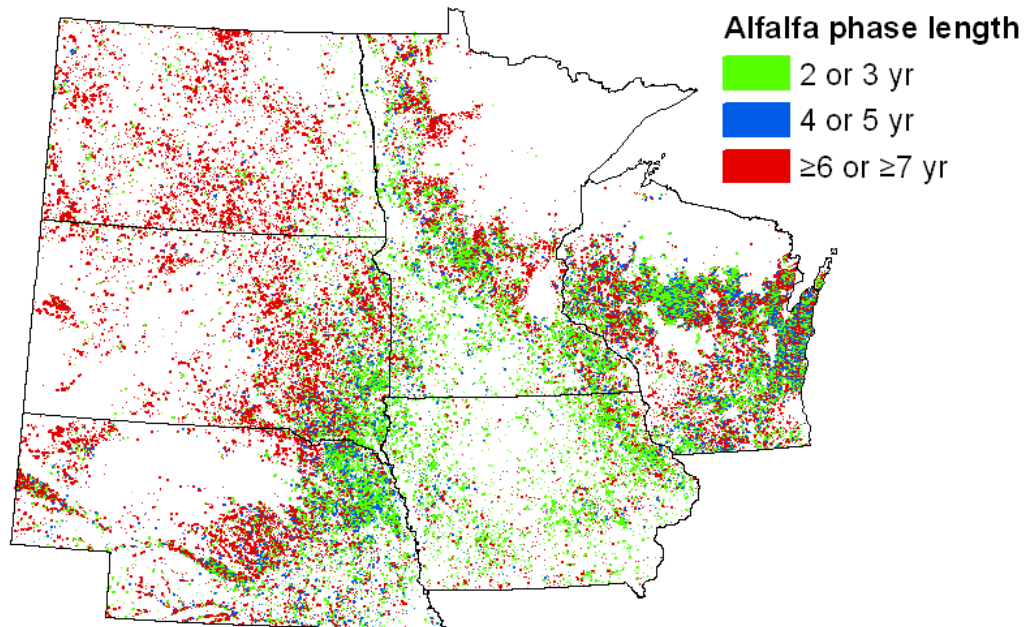 Alfalfa phase length
2 or 3 yr
4 or 5 yr
≥6 or ≥7 yr